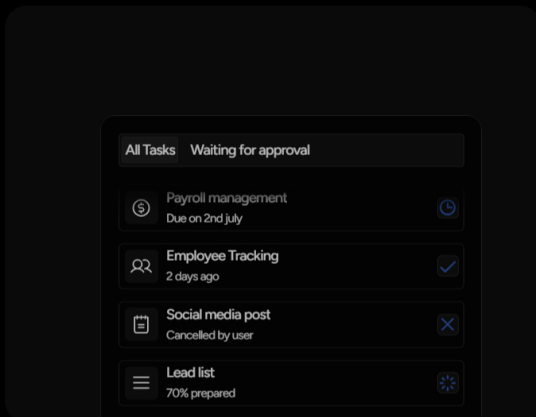 All Tasks Waiting for approval
Payroll management
Due on 2nd july
Employee Tracking
2 days ago
Social media post
Cancelled by user
Lead list
70% prepared